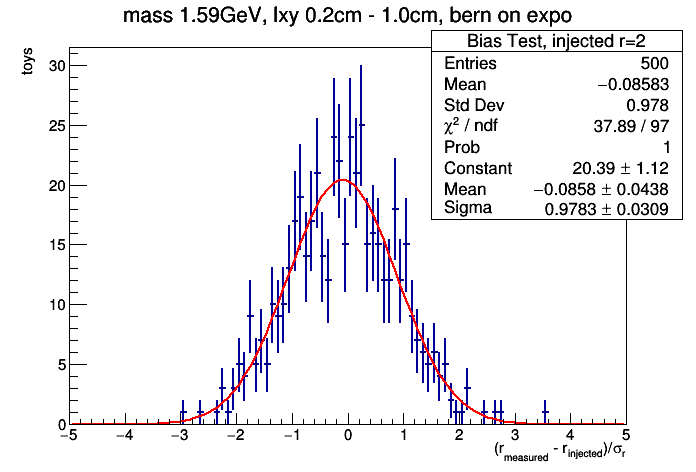 mass 1.59GeV, lxy 0.2cm - 1.0cm, bern on expo
Bias Test, injected r=2
Entries 500
Mean −0.08583
Std Dev 0.978
χ² / ndf 37.89 / 97
Prob 1
Constant 20.39 ± 1.12
Mean −0.0858 ± 0.0438
Sigma 0.9783 ± 0.0309
toys
30
25
20
15
10
5
0
−5 −4 −3 −2 −1 0 1 2 3 4 5
(r_measured - r_injected)/σ_r